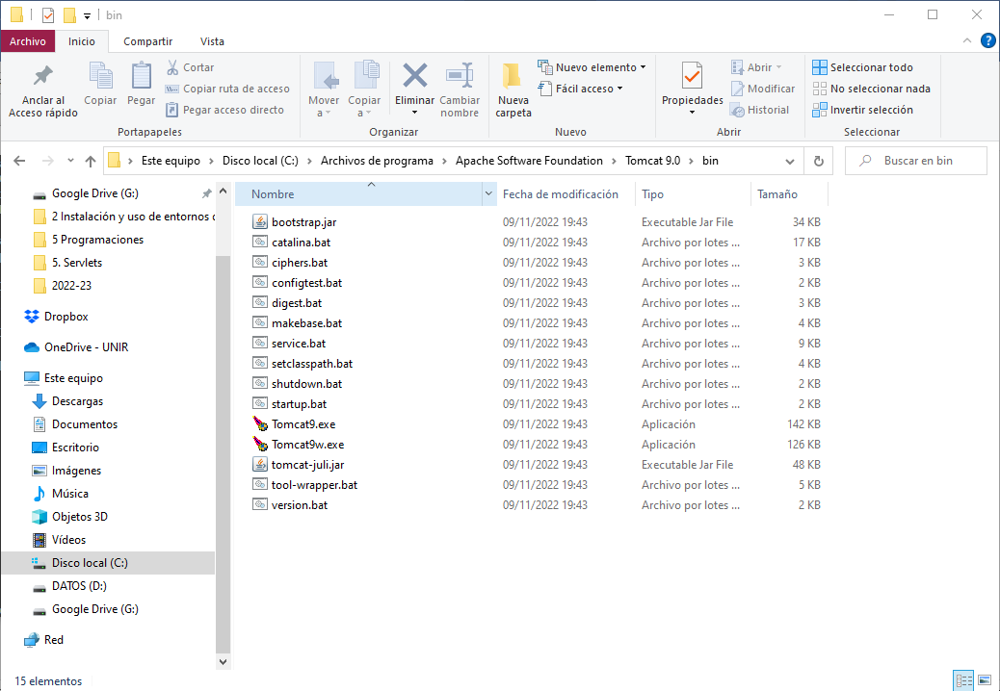 bin
Archivo Inicio Compartir Vista
Anclar al Acceso rápido
Copiar
Pegar
Cortar
Copiar ruta de acceso
Pegar acceso directo
Portapapeles
Mover a
Copiar a
Eliminar
Cambiar nombre
Organizar
Nueva carpeta
Nuevo elemento
Fácil acceso
Nuevo
Propiedades
Abrir
Modificar
Historial
Abrir
Seleccionar todo
No seleccionar nada
Invertir selección
Seleccionar
Este equipo Disco local (C:) Archivos de programa Apache Software Foundation Tomcat 9.0 bin
Buscar en bin
Google Drive (G:)
2 Instalación y uso de entornos
5 Programaciones
5. Servlets
2022-23
Dropbox
OneDrive - UNIR
Este equipo
Descargas
Documentos
Escritorio
Imágenes
Música
Objetos 3D
Vídeos
Disco local (C:)
DATOS (D:)
Google Drive (G:)
Red
Nombre Fecha de modificación Tipo Tamaño
bootstrap.jar 09/11/2022 19:43 Executable Jar File 34 KB
catalina.bat 09/11/2022 19:43 Archivo por lotes ... 17 KB
ciphers.bat 09/11/2022 19:43 Archivo por lotes ... 3 KB
configtest.bat 09/11/2022 19:43 Archivo por lotes ... 2 KB
digest.bat 09/11/2022 19:43 Archivo por lotes ... 3 KB
makebase.bat 09/11/2022 19:43 Archivo por lotes ... 4 KB
service.bat 09/11/2022 19:43 Archivo por lotes ... 9 KB
setclasspath.bat 09/11/2022 19:43 Archivo por lotes ... 4 KB
shutdown.bat 09/11/2022 19:43 Archivo por lotes ... 2 KB
startup.bat 09/11/2022 19:43 Archivo por lotes ... 2 KB
Tomcat9.exe 09/11/2022 19:43 Aplicación 142 KB
Tomcat9w.exe 09/11/2022 19:43 Aplicación 126 KB
tomcat-juli.jar 09/11/2022 19:43 Executable Jar File 48 KB
tool-wrapper.bat 09/11/2022 19:43 Archivo por lotes ... 5 KB
version.bat 09/11/2022 19:43 Archivo por lotes ... 2 KB
15 elementos